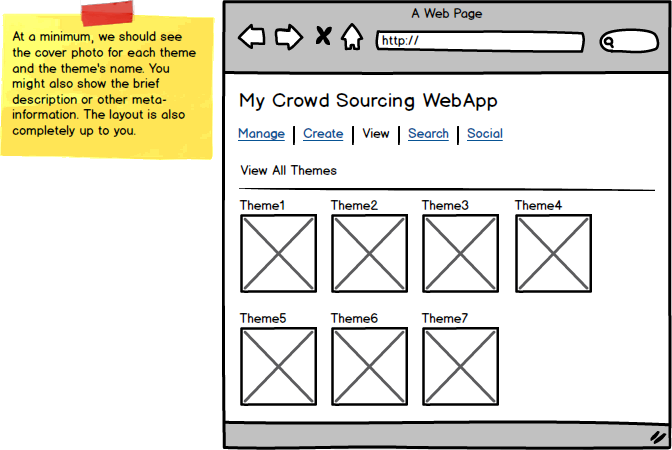 At a minimum, we should see
the cover photo for each theme
and the theme's name. You
might also show the brief
description or other meta-
information. The layout is also
completely up to you.
A Web Page
http://
My Crowd Sourcing WebApp
Manage | Create | View | Search | Social
View All Themes
Theme1 Theme2 Theme3 Theme4
Theme5 Theme6 Theme7